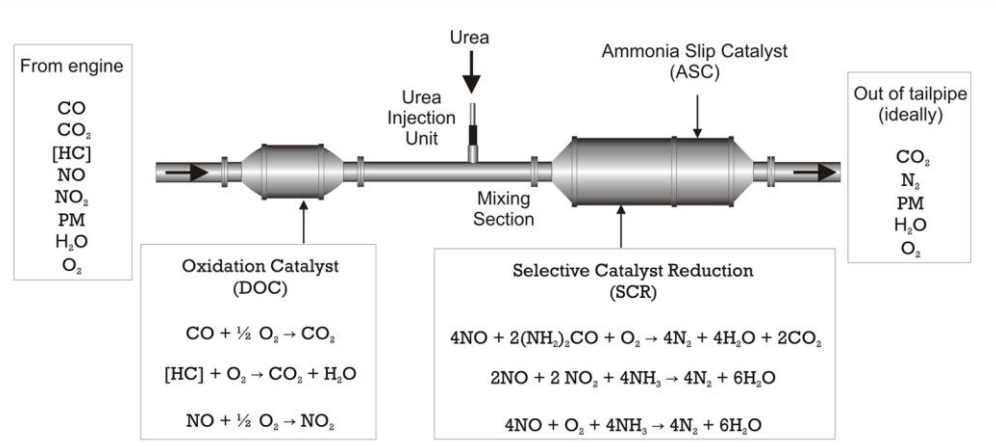 From engine
CO
CO₂
[HC]
NO
NO₂
PM
H₂O
O₂
Urea
Urea
Injection
Unit
Mixing
Section
Ammonia Slip Catalyst
(ASC)
Out of tailpipe
(ideally)
CO₂
N₂
PM
H₂O
O₂
Oxidation Catalyst
(DOC)
CO + ½ O₂ → CO₂
[HC] + O₂ → CO₂ + H₂O
NO + ½ O₂ → NO₂
Selective Catalyst Reduction
(SCR)
4NO + 2(NH₂)₂CO + O₂ → 4N₂ + 4H₂O + 2CO₂
2NO + 2 NO₂ + 4NH₃ → 4N₂ + 6H₂O
4NO + O₂ + 4NH₃ → 4N₂ + 6H₂O